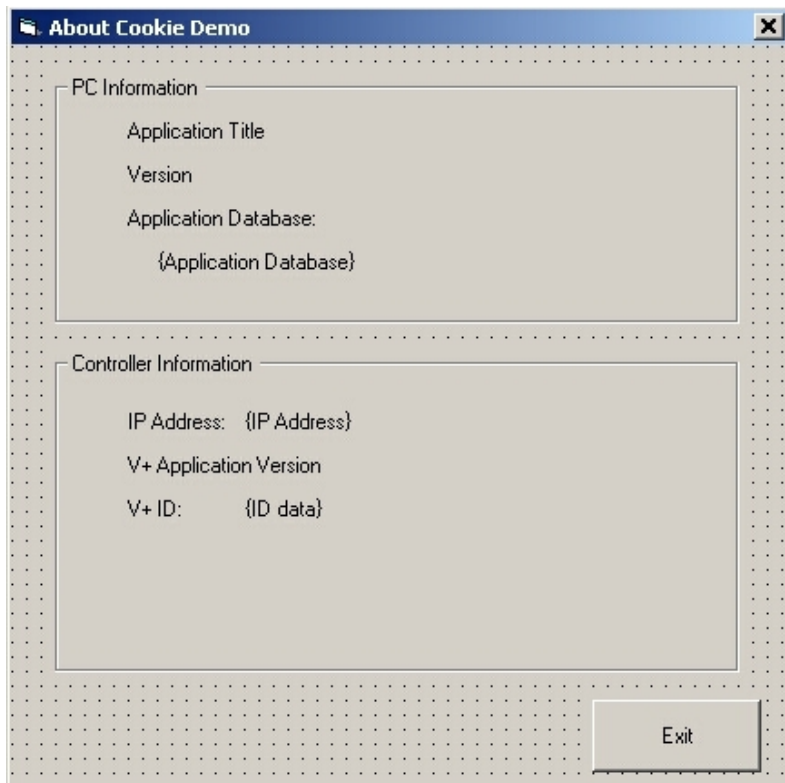 About Cookie Demo
PC Information
Application Title
Version
Application Database:
{Application Database}
Controller Information
IP Address: {IP Address}
V+ Application Version
V+ ID: {ID data}
Exit